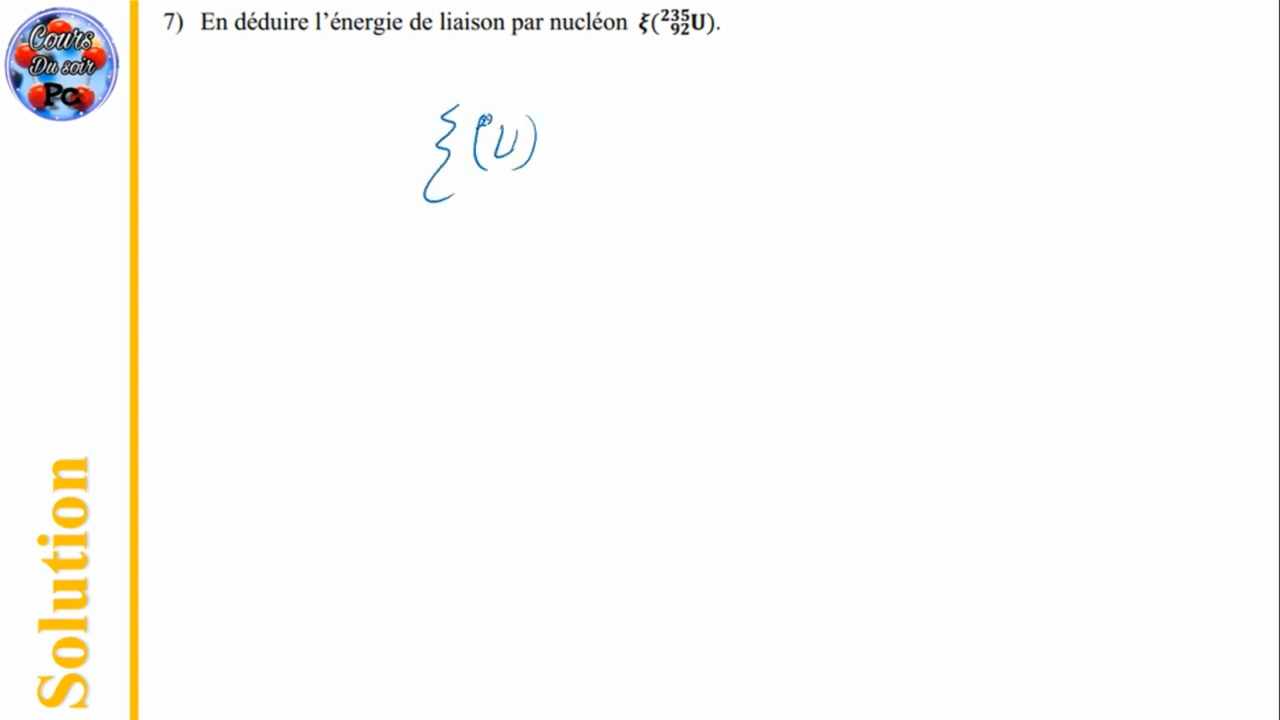 Cours
Du soir
PC
7) En déduire l’énergie de liaison par nucléon ξ(²³⁵₉₂U).
ξ(U)
Solution